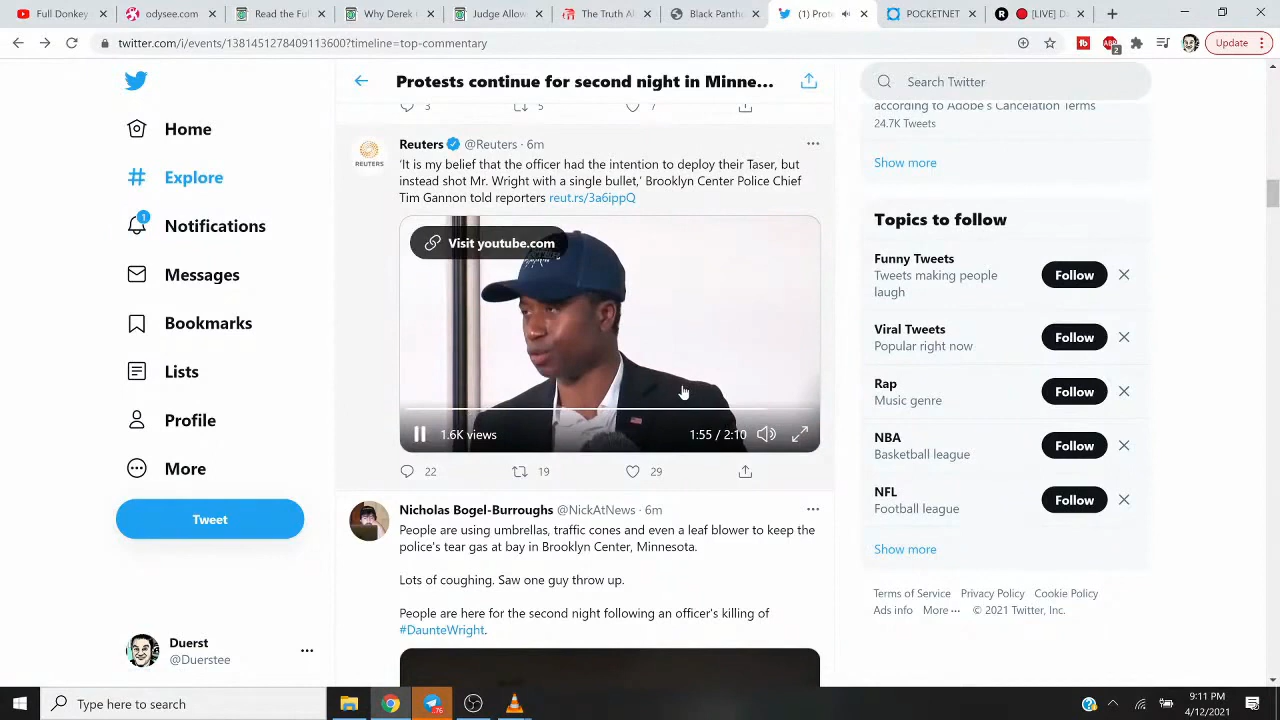 Full Donke
odysee.com
Read the Full
Why Derek C
Judge Allow
The Truth Ab
Black Panthe
(1) Prote
POCKETNET
[LIVE] Da
twitter.com/i/events/1381451278409113600?timeline=top-commentary
2
Update
Home
Explore
1
Notifications
Messages
Bookmarks
Lists
Profile
More
Tweet
Duerst
@Duerstee
Protests continue for second night in Minne...
3
5
7
Reuters @Reuters · 6m
REUTERS
'It is my belief that the officer had the intention to deploy their Taser, but
instead shot Mr. Wright with a single bullet,' Brooklyn Center Police Chief
Tim Gannon told reporters reut.rs/3a6ippQ
Visit youtube.com
1.6K views
1:55 / 2:10
22
19
29
Nicholas Bogel-Burroughs @NickAtNews · 6m
People are using umbrellas, traffic cones and even a leaf blower to keep the
police's tear gas at bay in Brooklyn Center, Minnesota.
Lots of coughing. Saw one guy throw up.
People are here for the second night following an officer's killing of
#DaunteWright.
Search Twitter
according to Adobe's Cancelation Terms
24.7K Tweets
Show more
Topics to follow
Funny Tweets
Tweets making people
laugh
Follow
Viral Tweets
Popular right now
Follow
Rap
Music genre
Follow
NBA
Basketball league
Follow
NFL
Football league
Follow
Show more
Terms of Service Privacy Policy Cookie Policy
Ads info More ··· © 2021 Twitter, Inc.
Type here to search
76
9:11 PM
4/12/2021